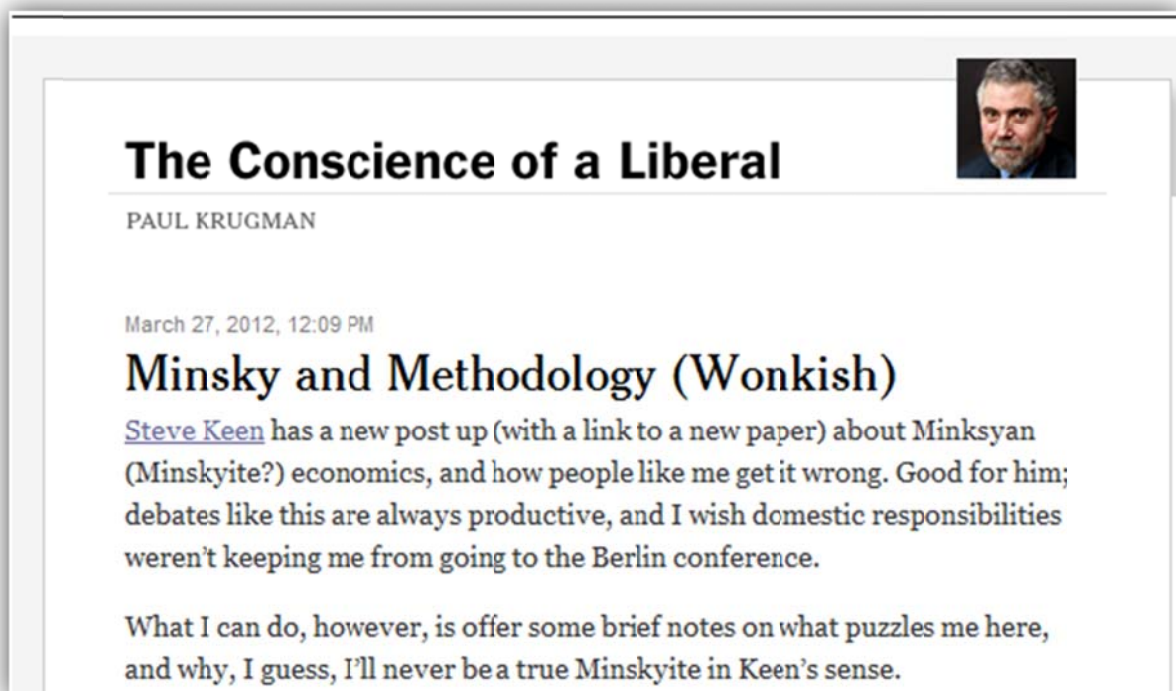 The Conscience of a Liberal
PAUL KRUGMAN
March 27, 2012, 12:09 PM
Minsky and Methodology (Wonkish)
Steve Keen has a new post up (with a link to a new paper) about Minksyan
(Minskyite?) economics, and how people like me get it wrong. Good for him;
debates like this are always productive, and I wish domestic responsibilities
weren’t keeping me from going to the Berlin conference.
What I can do, however, is offer some brief notes on what puzzles me here,
and why, I guess, I’ll never be a true Minskyite in Keen’s sense.